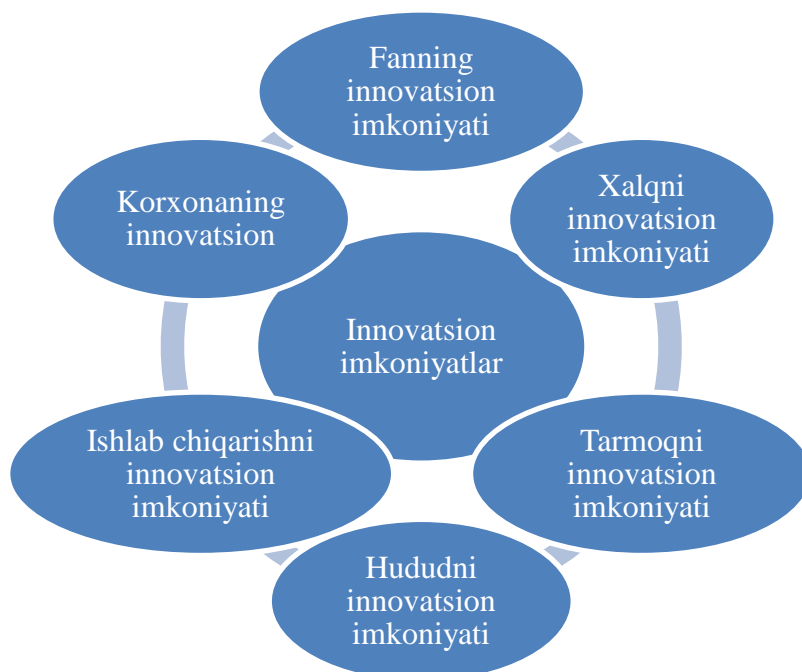 Fanning
innovatsion
imkoniyati
Xalqni
innovatsion
imkoniyati
Korxonaning
innovatsion
Innovatsion
imkoniyatlar
Ishlab chiqarishni
innovatsion
imkoniyati
Tarmoqni
innovatsion
imkoniyati
Hududni
innovatsion
imkoniyati